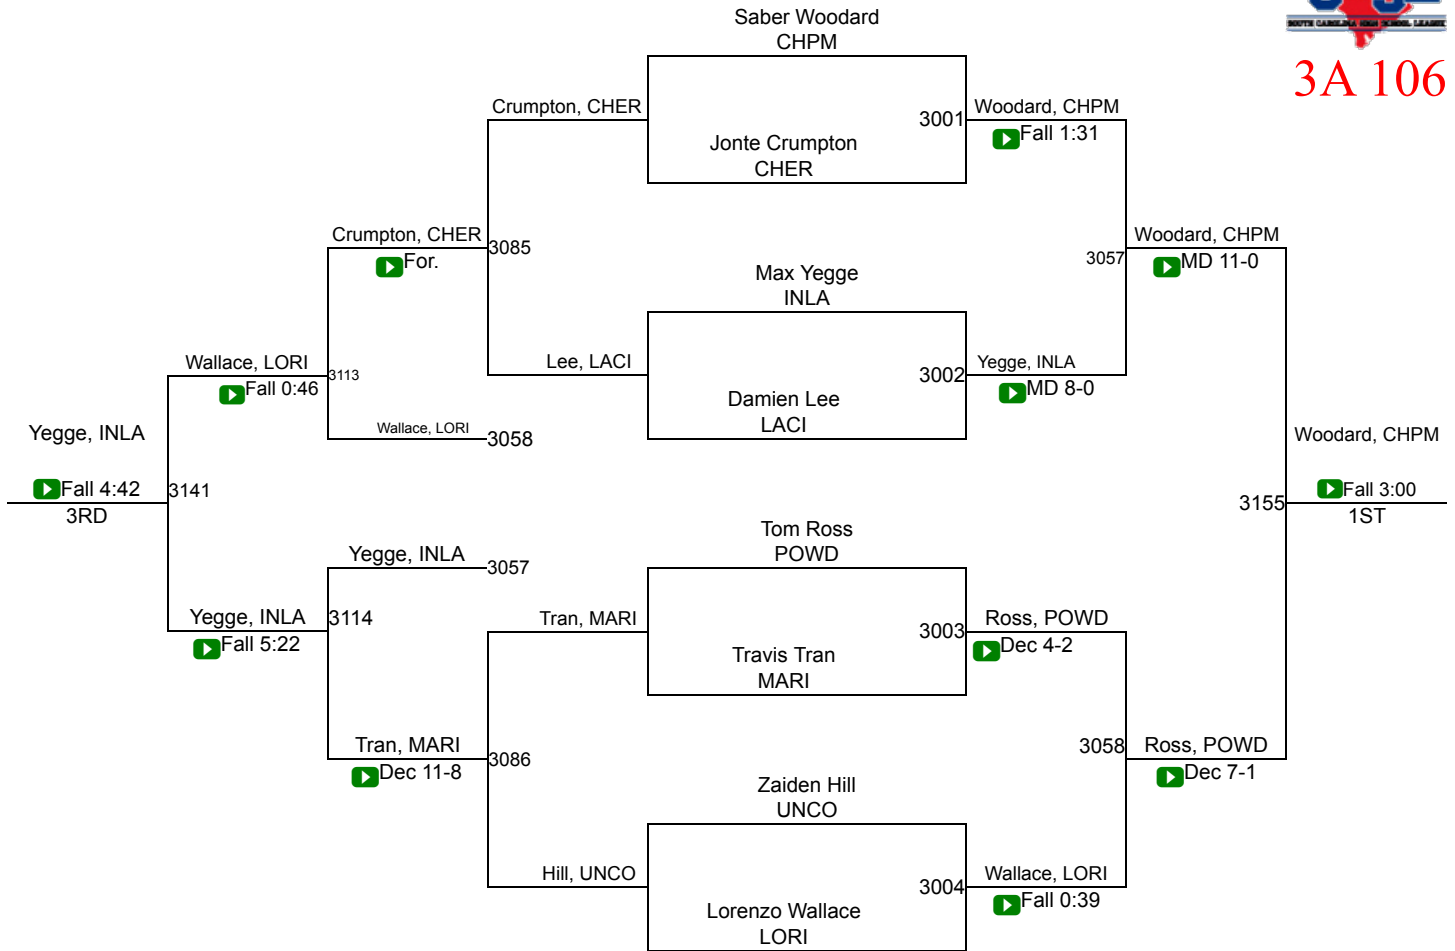 Saber Woodard
CHPM
SOUTH CAROLINA HIGH SCHOOL LEAGUE
3A 106
Crumpton, CHER
3001
Woodard, CHPM
Fall 1:31
Jonte Crumpton
CHER
Crumpton, CHER
For.
3085
3057
Woodard, CHPM
MD 11-0
Max Yegge
INLA
Wallace, LORI
Fall 0:46
3113
Lee, LACI
3002
Yegge, INLA
MD 8-0
Damien Lee
LACI
Wallace, LORI
3058
Yegge, INLA
Fall 4:42
3RD
3141
Woodard, CHPM
3155
Fall 3:00
1ST
Tom Ross
POWD
Yegge, INLA
3057
Yegge, INLA
Fall 5:22
3114
Tran, MARI
3003
Ross, POWD
Dec 4-2
Travis Tran
MARI
Tran, MARI
Dec 11-8
3086
3058
Ross, POWD
Dec 7-1
Zaiden Hill
UNCO
Hill, UNCO
3004
Wallace, LORI
Fall 0:39
Lorenzo Wallace
LORI